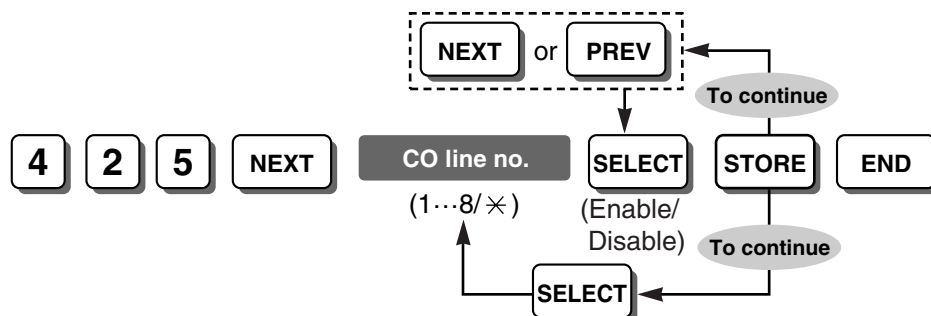 NEXT or PREV
To continue
4 2 5 NEXT CO line no. SELECT STORE END
(1···8/✳)
(Enable/
Disable)
To continue
SELECT